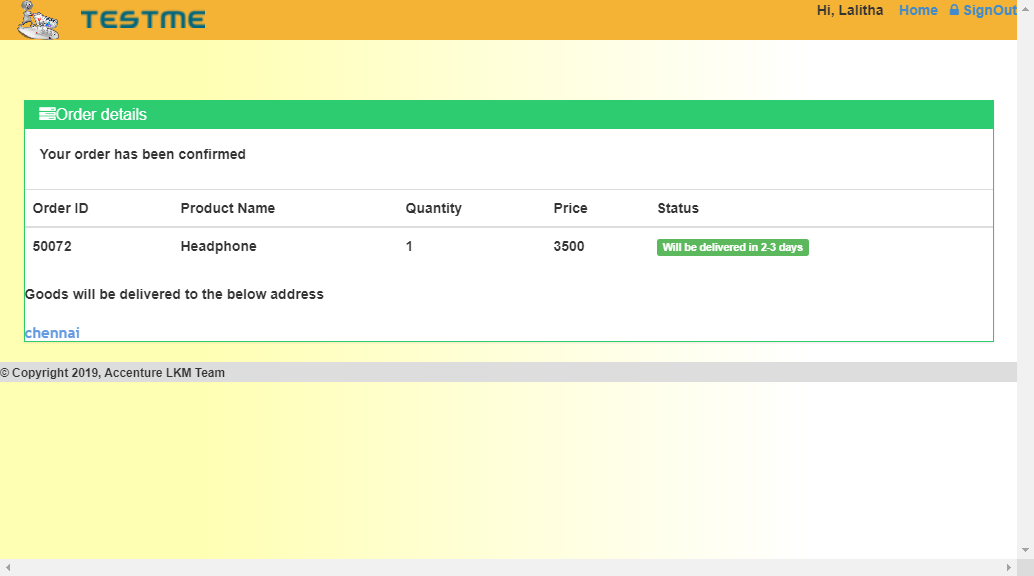 TESTME
Hi, Lalitha Home SignOut
Order details
Your order has been confirmed
Order ID Product Name Quantity Price Status
50072 Headphone 1 3500 Will be delivered in 2-3 days
Goods will be delivered to the below address
chennai
© Copyright 2019, Accenture LKM Team